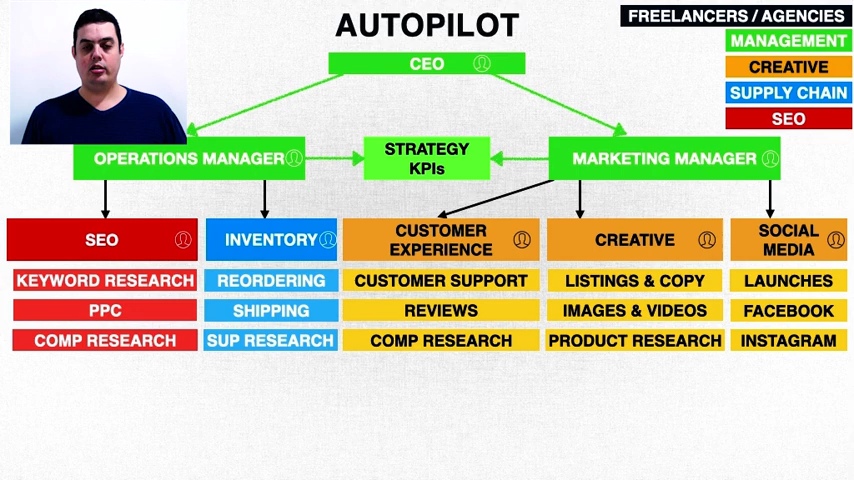 AUTOPILOT
FREELANCERS / AGENCIES
MANAGEMENT
CREATIVE
SUPPLY CHAIN
SEO
CEO
OPERATIONS MANAGER
STRATEGY
KPIs
MARKETING MANAGER
SEO
KEYWORD RESEARCH
PPC
COMP RESEARCH
INVENTORY
REORDERING
SHIPPING
SUP RESEARCH
CUSTOMER
EXPERIENCE
CUSTOMER SUPPORT
REVIEWS
COMP RESEARCH
CREATIVE
LISTINGS & COPY
IMAGES & VIDEOS
PRODUCT RESEARCH
SOCIAL
MEDIA
LAUNCHES
FACEBOOK
INSTAGRAM